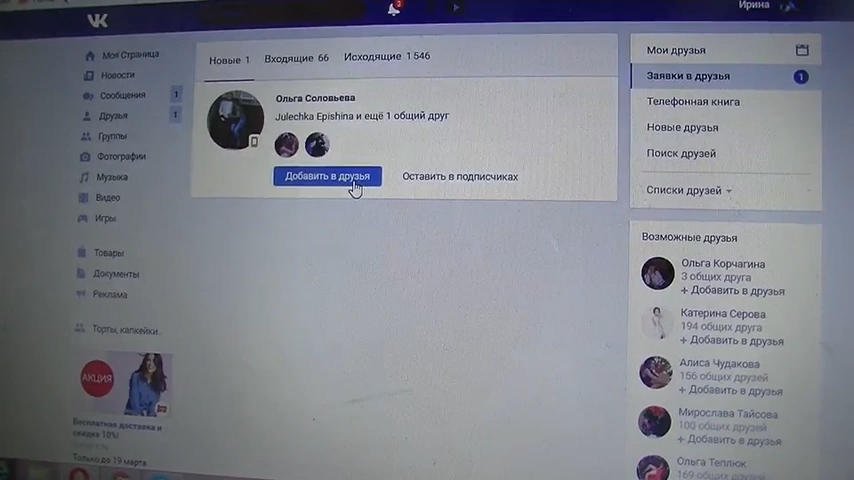 Ирина
Моя Страница
Новости
Сообщения 1
Друзья 1
Группы
Фотографии
Музыка
Видео
Игры
Товары
Документы
Реклама
Торты, капкейки..
АКЦИЯ
Бесплатная доставка и
скидка 10%!
Только до 19 марта
Новые 1 Входящие 66 Исходящие 1 546
Ольга Соловьева
Julechka Epishina и ещё 1 общий друг
Добавить в друзья Оставить в подписчиках
Мои друзья
Заявки в друзья 1
Телефонная книга
Новые друзья
Поиск друзей
Списки друзей
Возможные друзья
Ольга Корчагина
3 общих друга
+ Добавить в друзья
Катерина Серова
194 общих друга
+ Добавить в друзья
Алиса Чудакова
156 общих друзей
+ Добавить в друзья
Мирослава Тайсова
100 общих друзей
+ Добавить в друзья
Ольга Теплюк
169 общих друзей